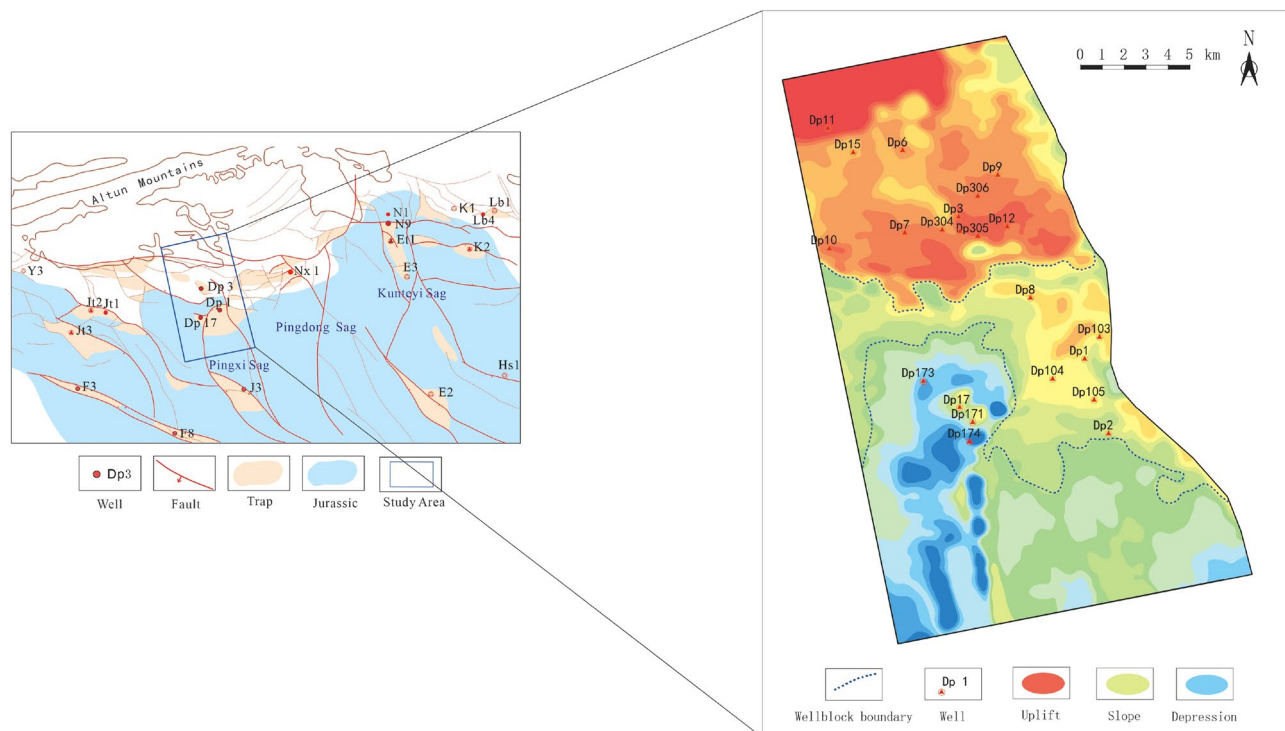 Altun Mountains
K1
Lb1
Lb4
N1
N9
Et1
K2
E3
Y3
Nx 1
Kunteyi Sag
Dp 3
Dp 1
Dp 17
Jt2
Jt1
Jt3
Pingdong Sag
Pingxi Sag
Hs1
F3
J3
E2
F8
Dp3
Well
Fault
Trap
Jurassic
Study Area
0 1 2 3 4 5 km
N
Dp11
Dp15
Dp6
Dp9
Dp306
Dp3
Dp7
Dp304
Dp12
Dp305
Dp10
Dp8
Dp103
Dp1
Dp173
Dp104
Dp105
Dp17
Dp171
Dp174
Dp2
Dp 1
Wellblock boundary
Well
Uplift
Slope
Depression